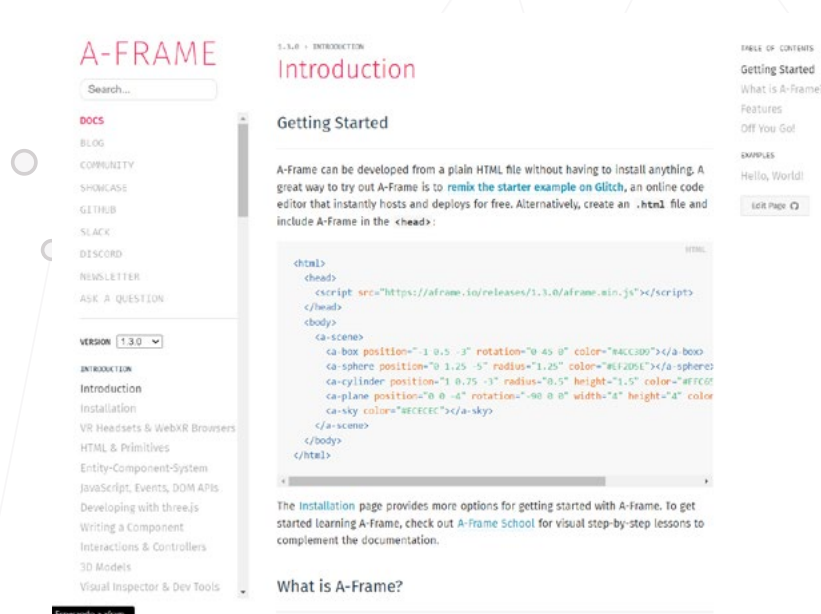 A-FRAME
Search...
DOCS
BLOG
COMMUNITY
SHOWCASE
GITHUB
SLACK
DISCORD
NEWSLETTER
ASK A QUESTION
VERSION 1.3.0
INTRODUCTION
Introduction
Installation
VR Headsets & WebXR Browsers
HTML & Primitives
Entity-Component-System
JavaScript, Events, DOM APIs
Developing with three.js
Writing a Component
Interactions & Controllers
3D Models
Visual Inspector & Dev Tools
1.3.0 › INTRODUCTION
Introduction
Getting Started
A-Frame can be developed from a plain HTML file without having to install anything. A
great way to try out A-Frame is to remix the starter example on Glitch, an online code
editor that instantly hosts and deploys for free. Alternatively, create an .html file and
include A-Frame in the <head>:
HTML
<html>
<head>
<script src="https://aframe.io/releases/1.3.0/aframe.min.js"></script>
</head>
<body>
<a-scene>
<a-box position="-1 0.5 -3" rotation="0 45 0" color="#4CC3D9"></a-box>
<a-sphere position="0 1.25 -5" radius="1.25" color="#EF2D5E"></a-sphere>
<a-cylinder position="1 0.75 -3" radius="0.5" height="1.5" color="#FFC65
<a-plane position="0 0 -4" rotation="-90 0 0" width="4" height="4" color
<a-sky color="#ECECEC"></a-sky>
</a-scene>
</body>
</html>
The Installation page provides more options for getting started with A-Frame. To get
started learning A-Frame, check out A-Frame School for visual step-by-step lessons to
complement the documentation.
What is A-Frame?
TABLE OF CONTENTS
Getting Started
What is A-Frame?
Features
Off You Go!
EXAMPLES
Hello, World!
Edit Page